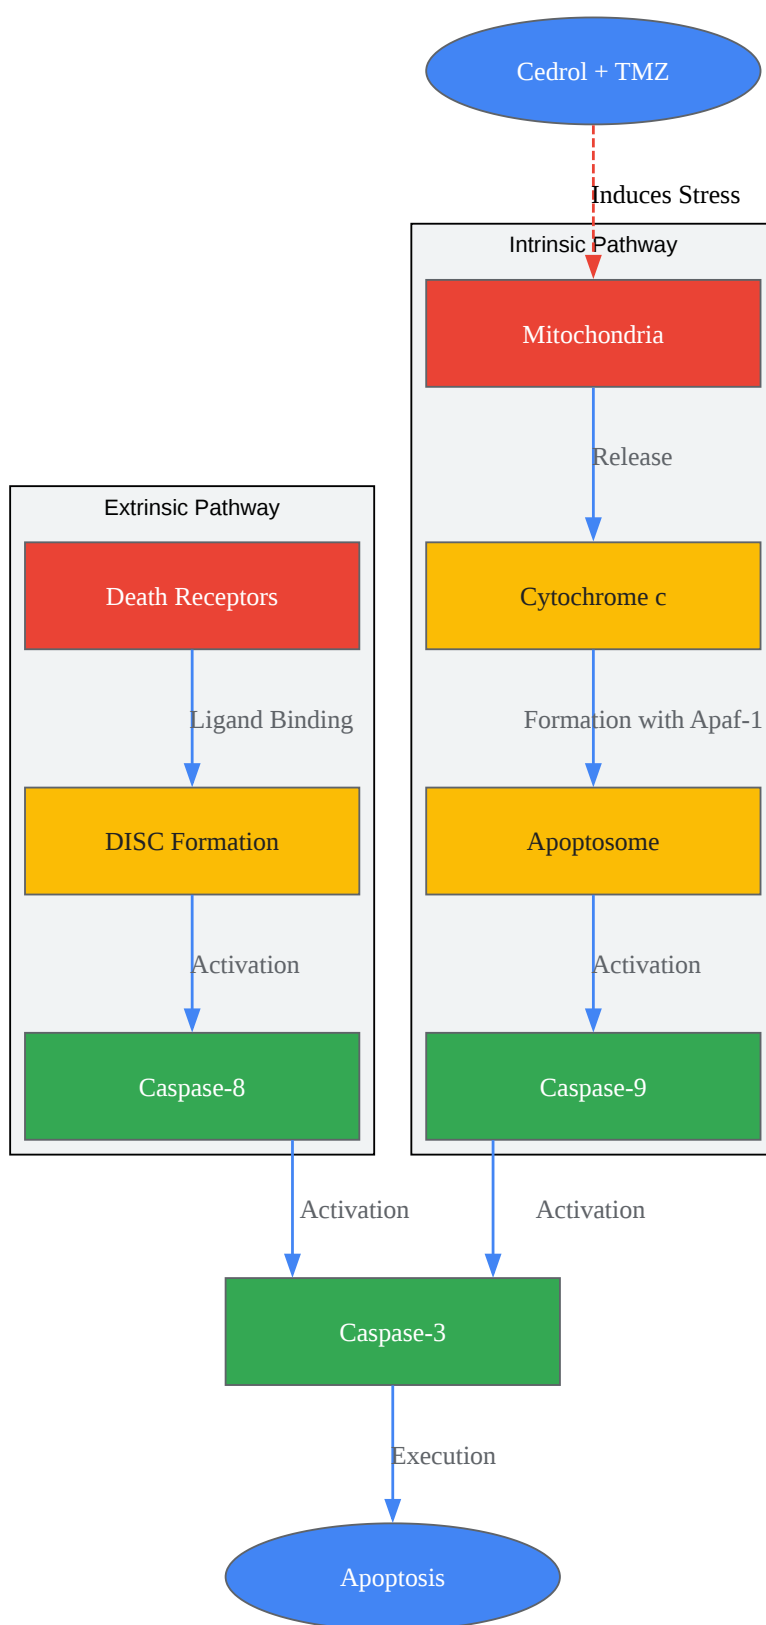 Cedrol + TMZ
Induces Stress
Intrinsic Pathway
Mitochondria
Release
Extrinsic Pathway
Death Receptors
Cytochrome c
Ligand Binding
Formation with Apaf-1
DISC Formation
Apoptosome
Activation
Activation
Caspase-8
Caspase-9
Activation
Activation
Caspase-3
Execution
Apoptosis